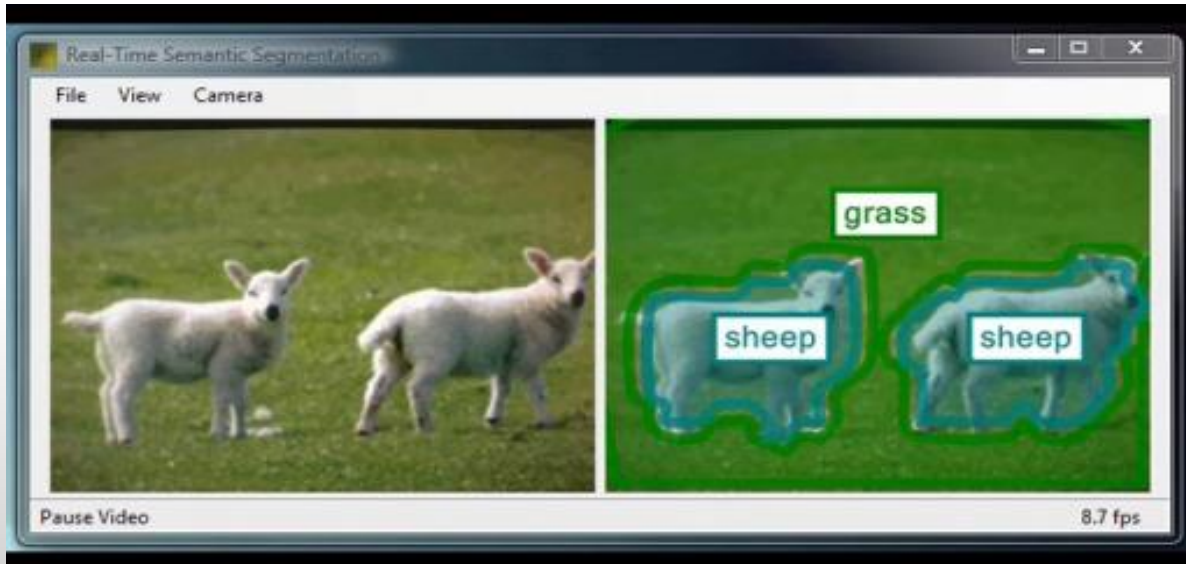 Real-Time Semantic Segmentation
File View Camera
grass
sheep sheep
Pause Video 8.7 fps